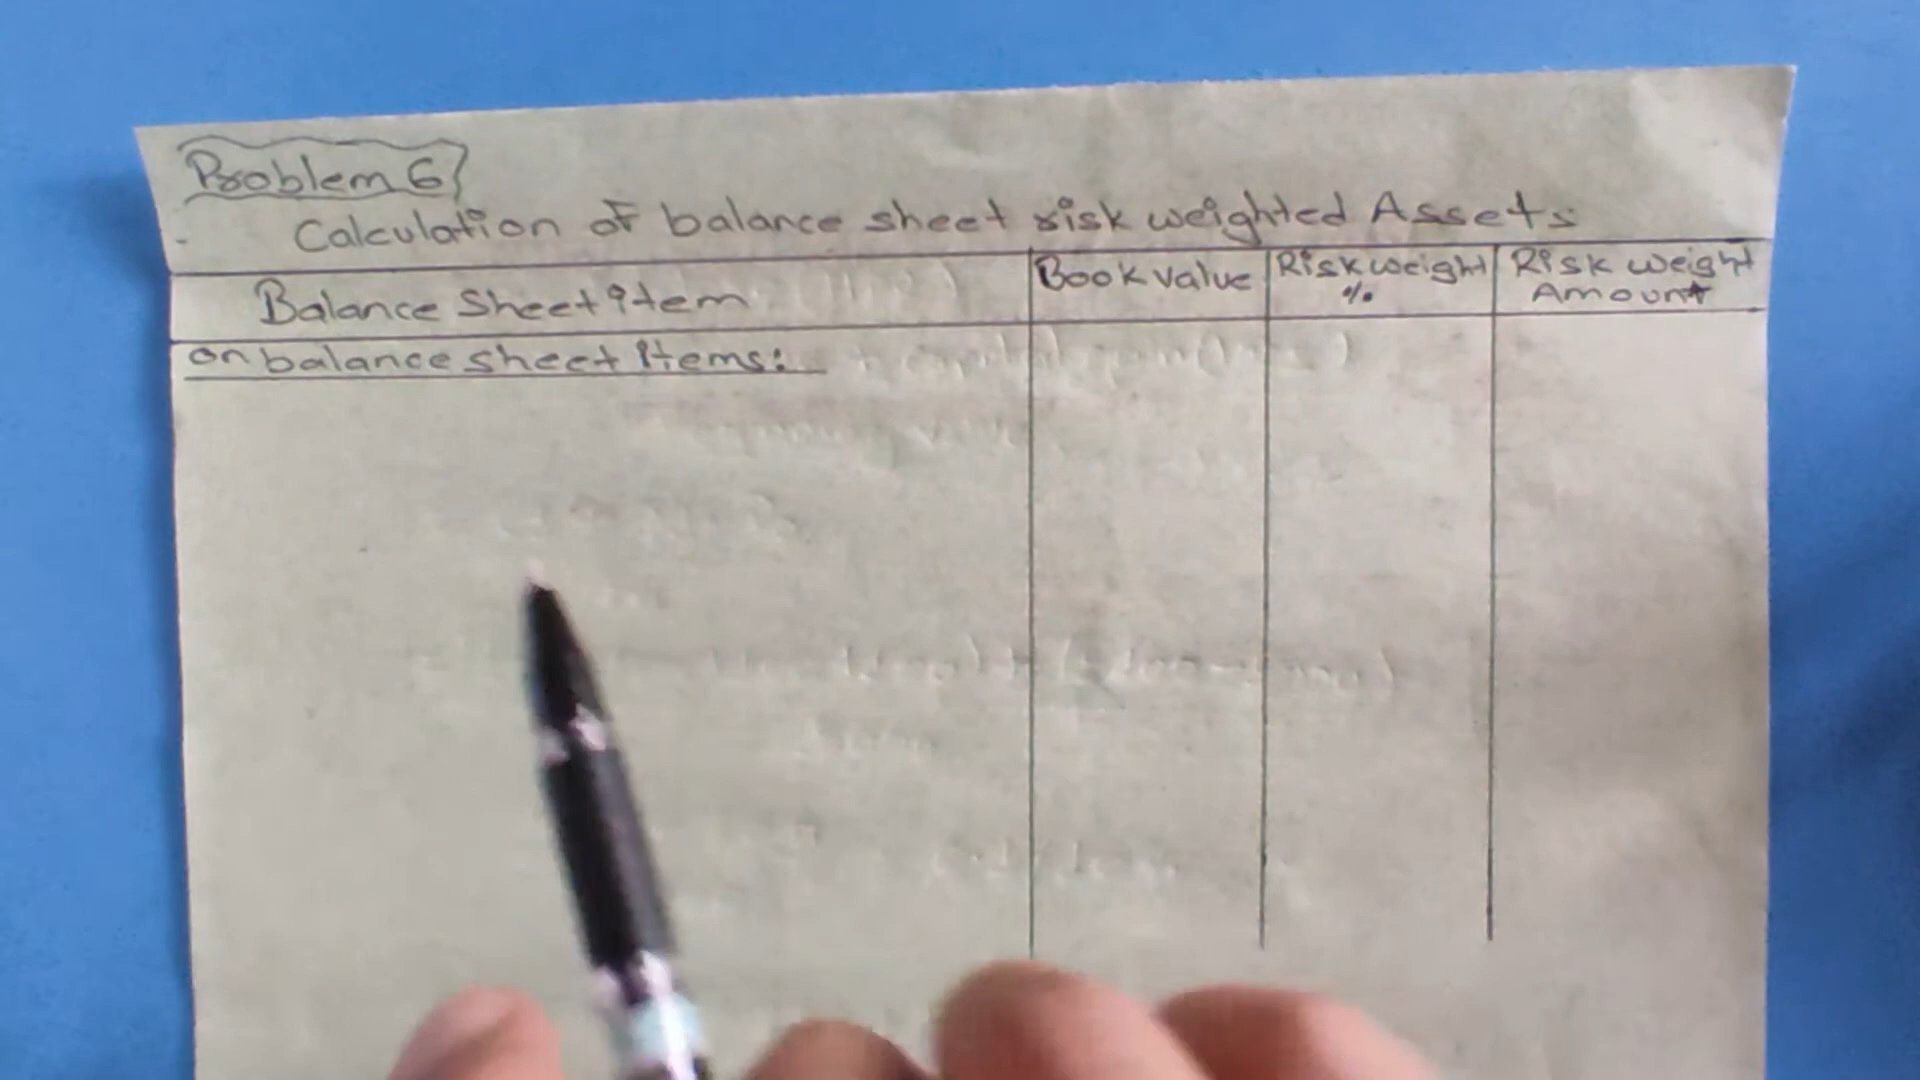 Problem 6
Calculation of balance sheet risk weighted Assets
Balance Sheet item
Book value
Risk weight %
Risk weight Amount
on balance sheet items: